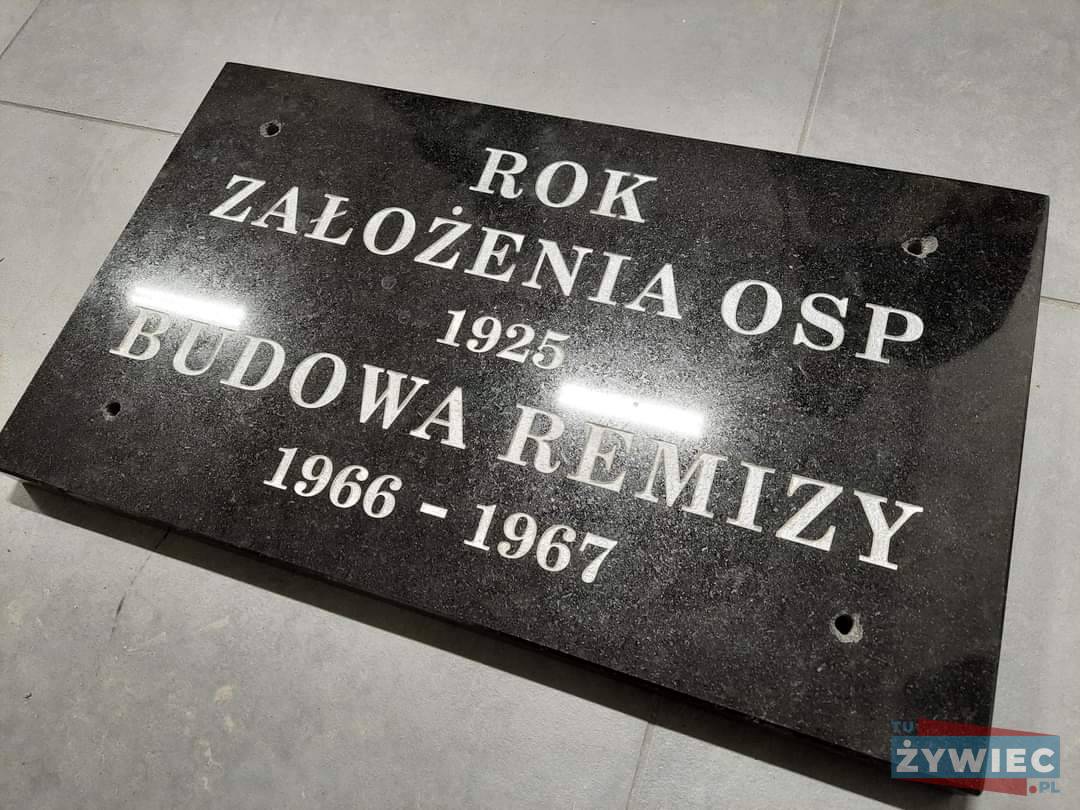 ROK
ZAŁOŻENIA OSP
1925
BUDOWA REMIZY
1966 - 1967
TU
ŻYWIEC
.PL